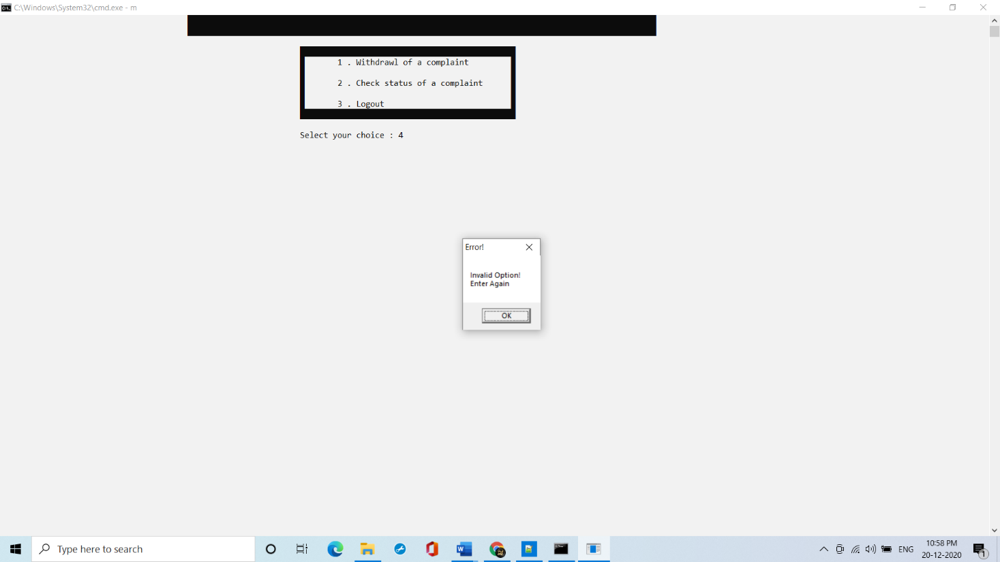 C:\Windows\System32\cmd.exe - m
1 . Withdrawl of a complaint
2 . Check status of a complaint
3 . Logout
Select your choice : 4
Error!
Invalid Option!
Enter Again
OK
Type here to search
ENG
10:58 PM
20-12-2020
1